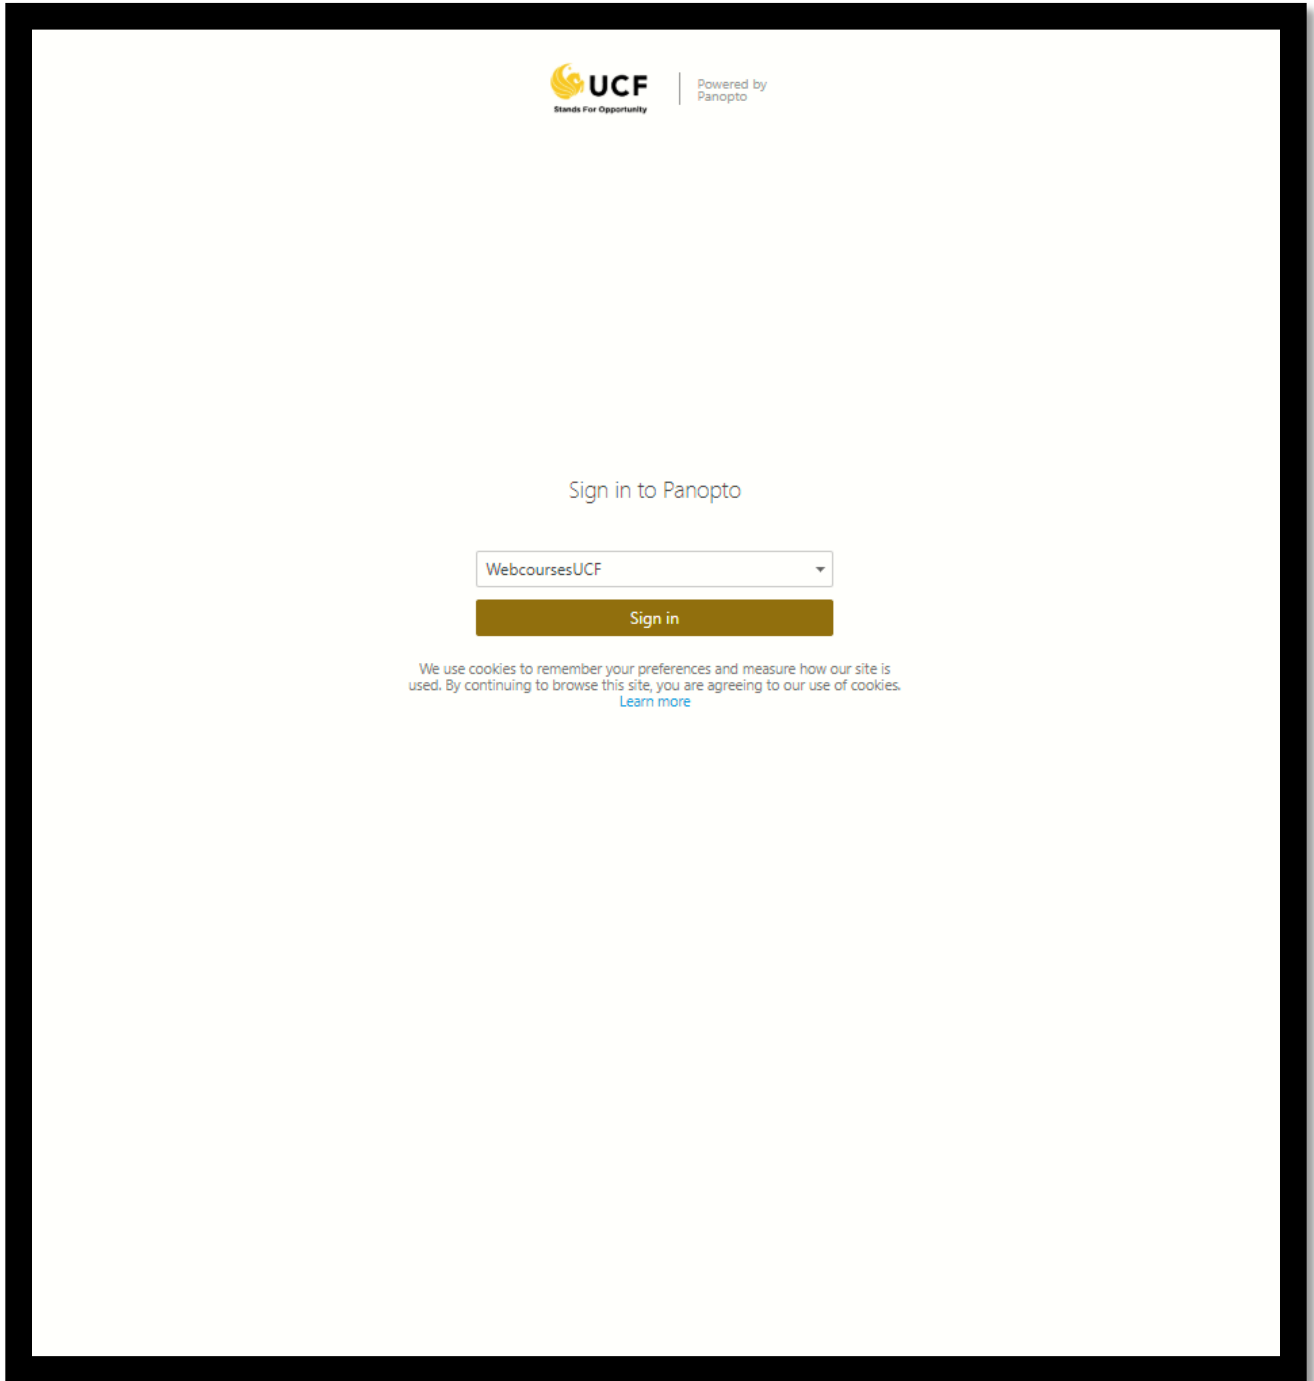 UCF
Stands For Opportunity
Powered by
Panopto
Sign in to Panopto
WebcoursesUCF
Sign in
We use cookies to remember your preferences and measure how our site is
used. By continuing to browse this site, you are agreeing to our use of cookies.
Learn more